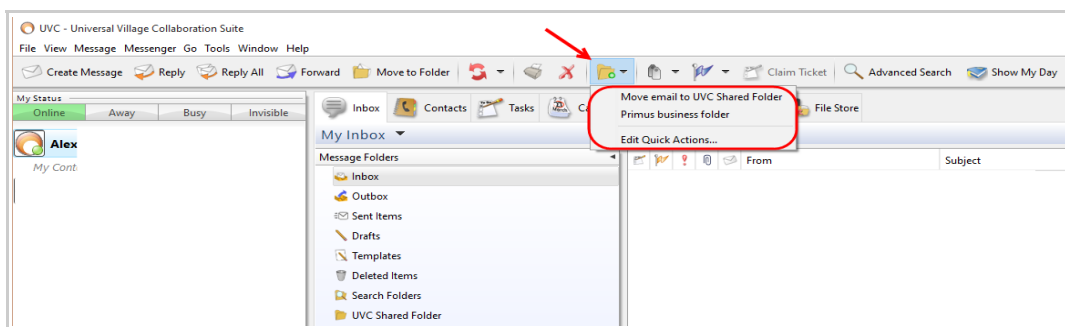 UVC - Universal Village Collaboration Suite
File View Message Messenger Go Tools Window Help
Create Message Reply Reply All Forward Move to Folder Claim Ticket Advanced Search Show My Day
My Status
Online Away Busy Invisible
Inbox Contacts Tasks File Store
Move email to UVC Shared Folder
Primus business folder
Edit Quick Actions...
Alex
My Cont
My Inbox
Message Folders
From Subject
Inbox
Outbox
Sent Items
Drafts
Templates
Deleted Items
Search Folders
UVC Shared Folder